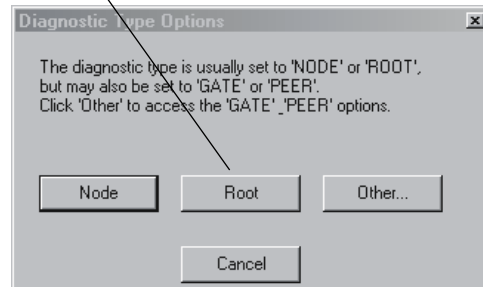 Diagnostic Type Options
The diagnostic type is usually set to 'NODE' or 'ROOT',
but may also be set to 'GATE' or 'PEER'.
Click 'Other' to access the 'GATE'_'PEER' options.
Node
Root
Other...
Cancel